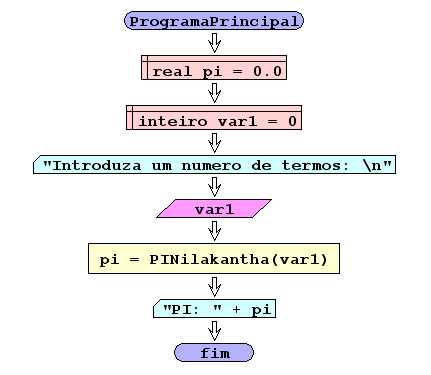 ProgramaPrincipal
real pi = 0.0
inteiro var1 = 0
"Introduza um numero de termos: \n"
var1
pi = PINilakantha(var1)
"PI: " + pi
fim